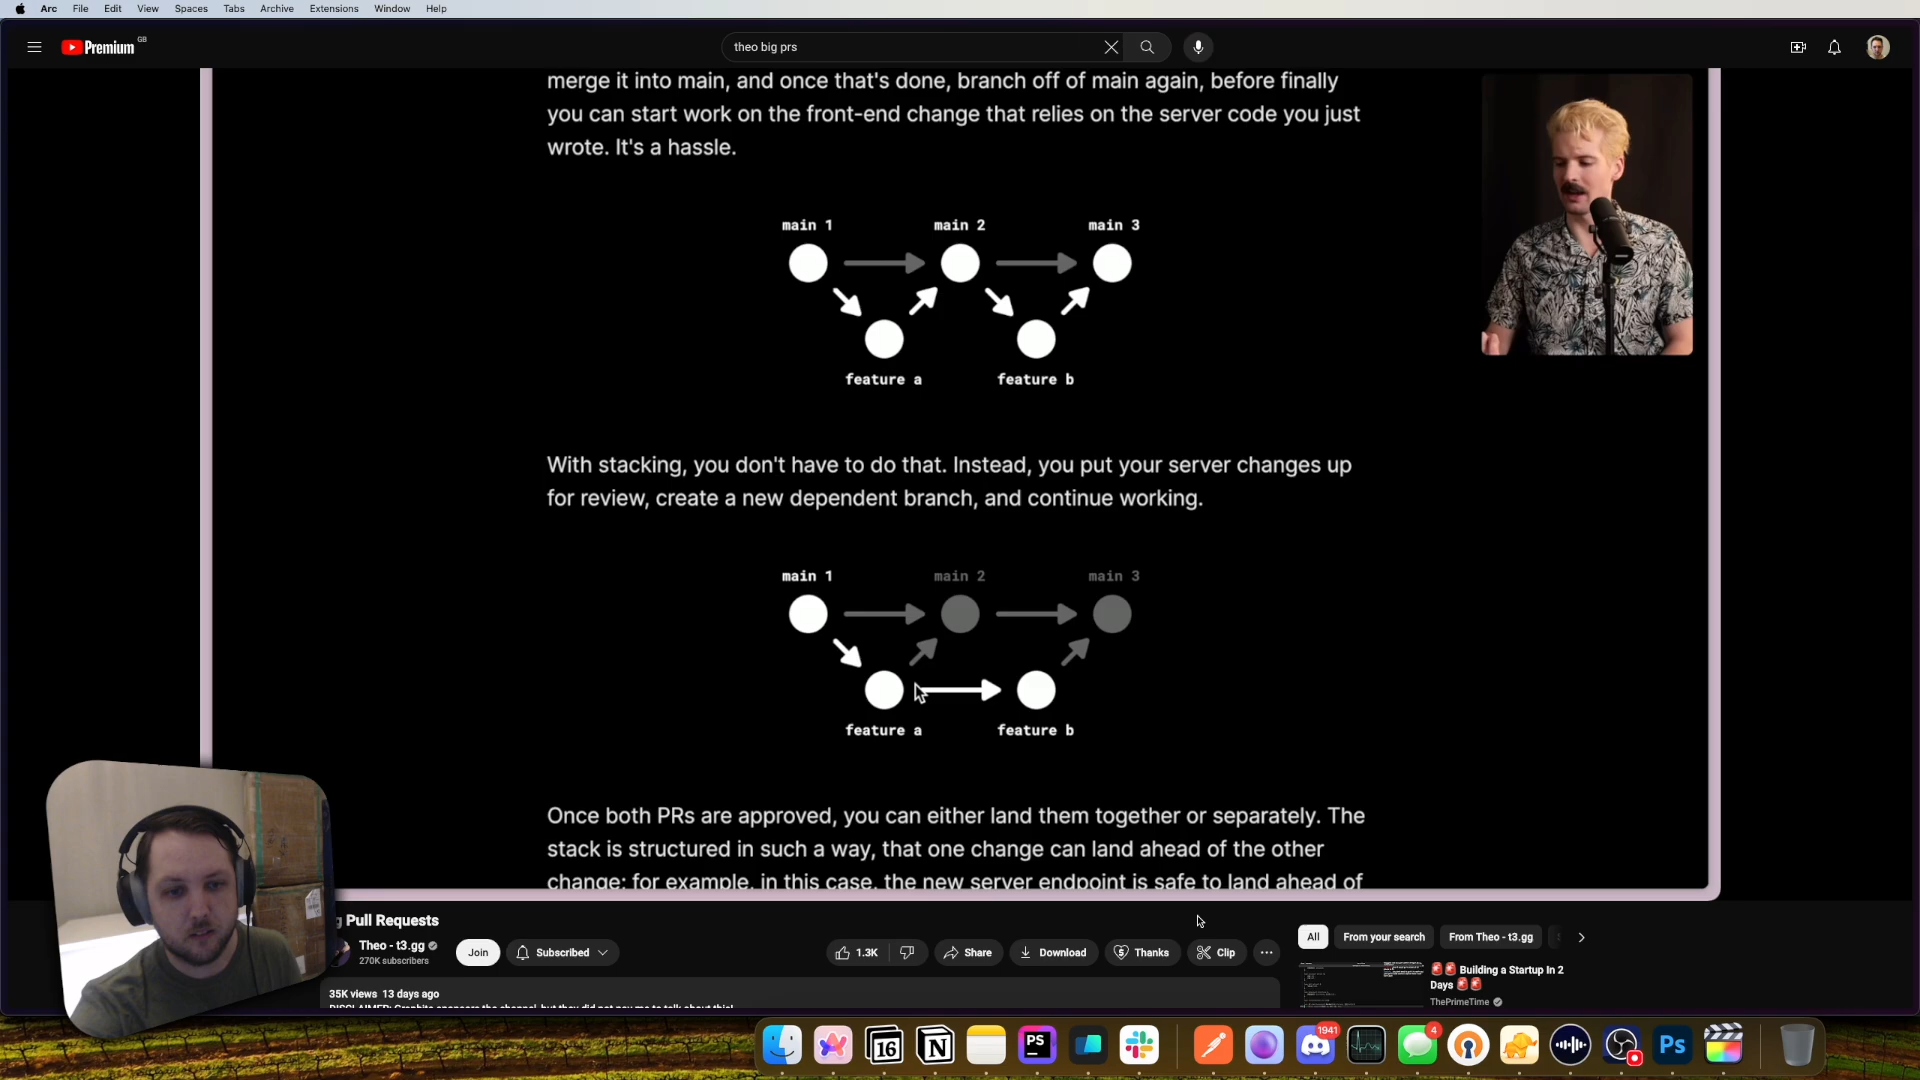 Arc File Edit View Spaces Tabs Archive Extensions Window Help
Premium GB
theo big prs
merge it into main, and once that's done, branch off of main again, before finally
you can start work on the front-end change that relies on the server code you just
wrote. It's a hassle.
main 1 main 2 main 3
feature a feature b
With stacking, you don't have to do that. Instead, you put your server changes up
for review, create a new dependent branch, and continue working.
main 1 main 2 main 3
feature a feature b
Once both PRs are approved, you can either land them together or separately. The
stack is structured in such a way, that one change can land ahead of the other
change; for example, in this case, the new server endpoint is safe to land ahead of
Pull Requests
Theo - t3.gg
270K subscribers
Join
Subscribed
1.3K
Share
Download
Thanks
Clip
All From your search From Theo - t3.gg
35K views 13 days ago
Building a Startup In 2
Days
ThePrimeTime
16
PS
1941
4
Ps